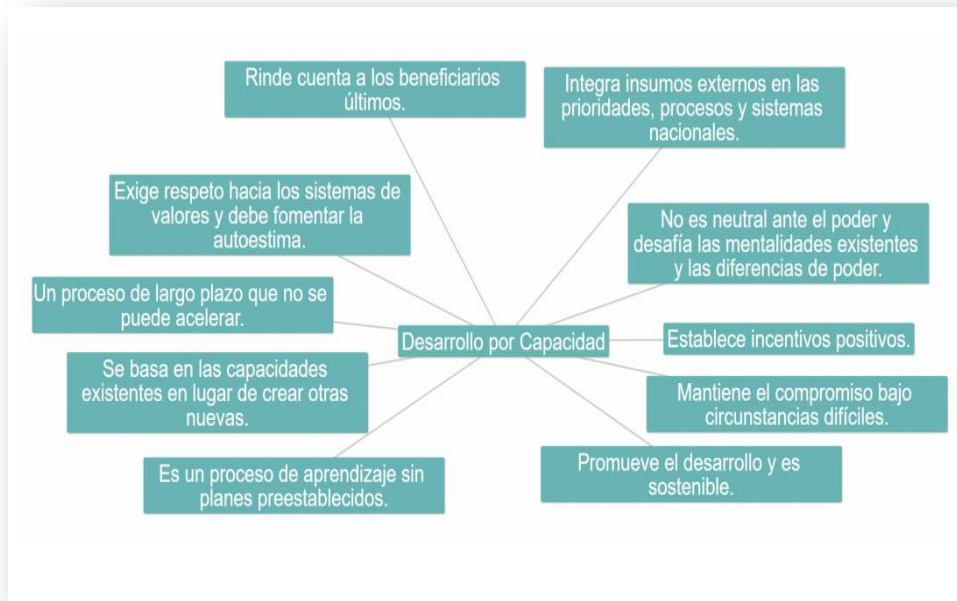 Rinde cuenta a los beneficiarios
últimos.
Integra insumos externos en las
prioridades, procesos y sistemas
nacionales.
Exige respeto hacia los sistemas de
valores y debe fomentar la
autoestima.
No es neutral ante el poder y
desafía las mentalidades existentes
y las diferencias de poder.
Un proceso de largo plazo que no se
puede acelerar.
Desarrollo por Capacidad
Establece incentivos positivos.
Se basa en las capacidades
existentes en lugar de crear otras
nuevas.
Mantiene el compromiso bajo
circunstancias difíciles.
Es un proceso de aprendizaje sin
planes preestablecidos.
Promueve el desarrollo y es
sostenible.